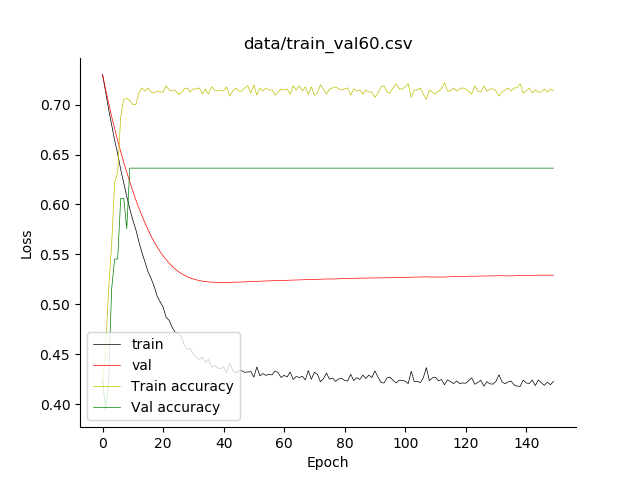 data/train_val60.csv
Loss
0.70
0.65
0.60
0.55
0.50
0.45
0.40
train
val
Train accuracy
Val accuracy
0 20 40 60 80 100 120 140
Epoch